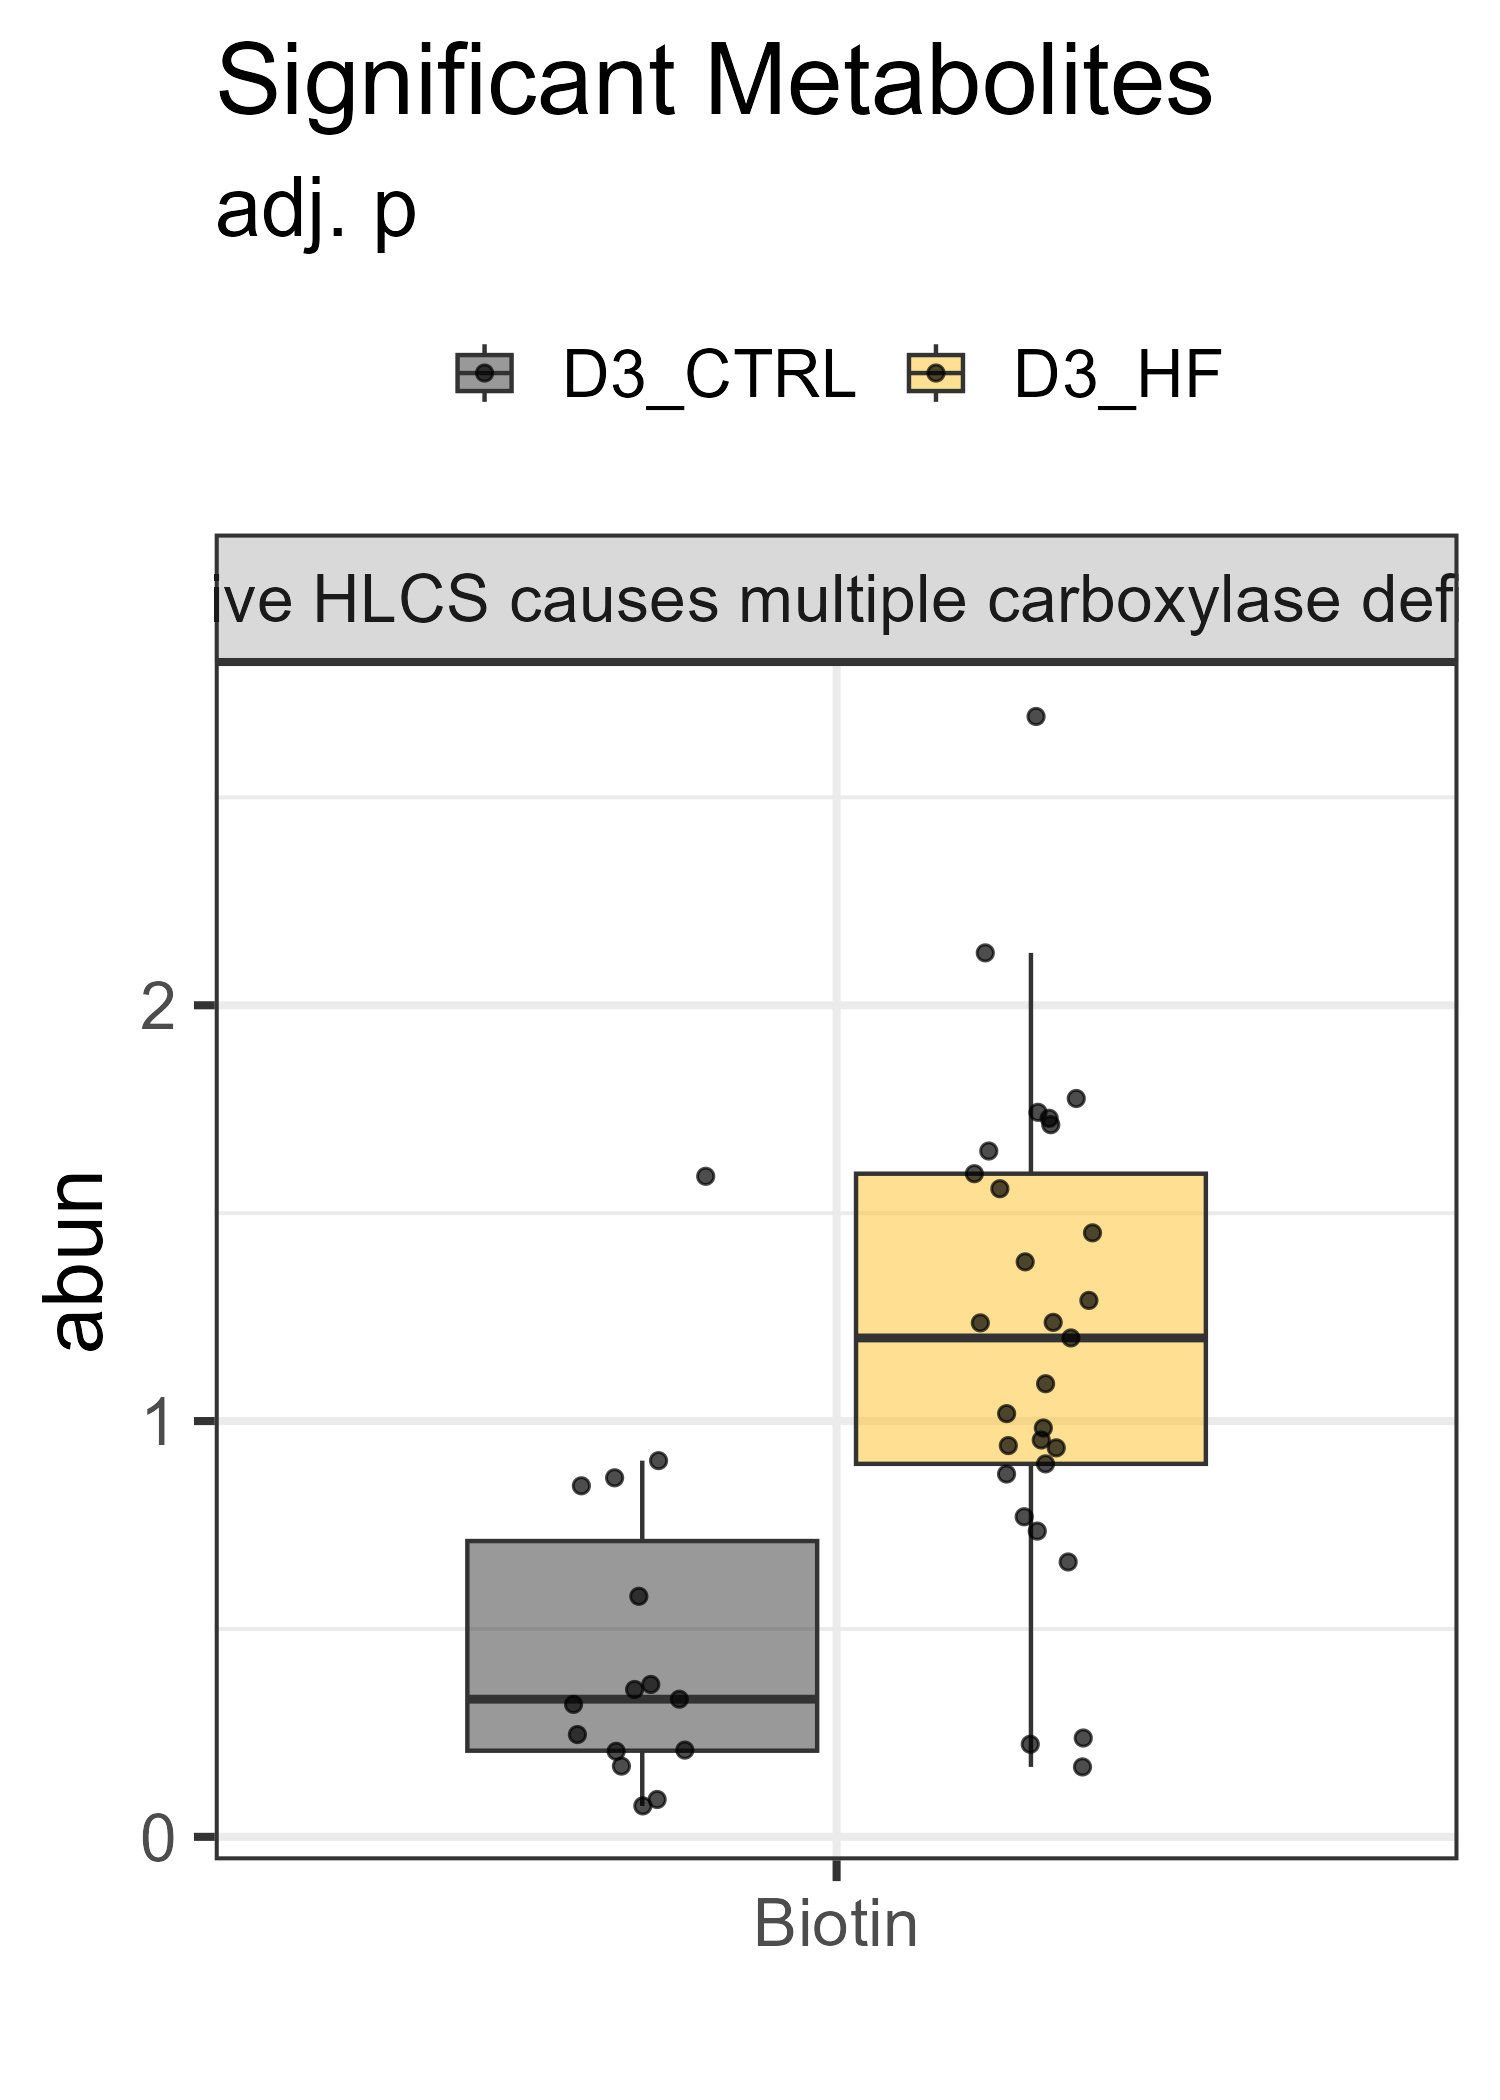 Significant Metabolites
adj. p
D3_CTRL D3_HF
ive HLCS causes multiple carboxylase def
abun
2
1
0
Biotin